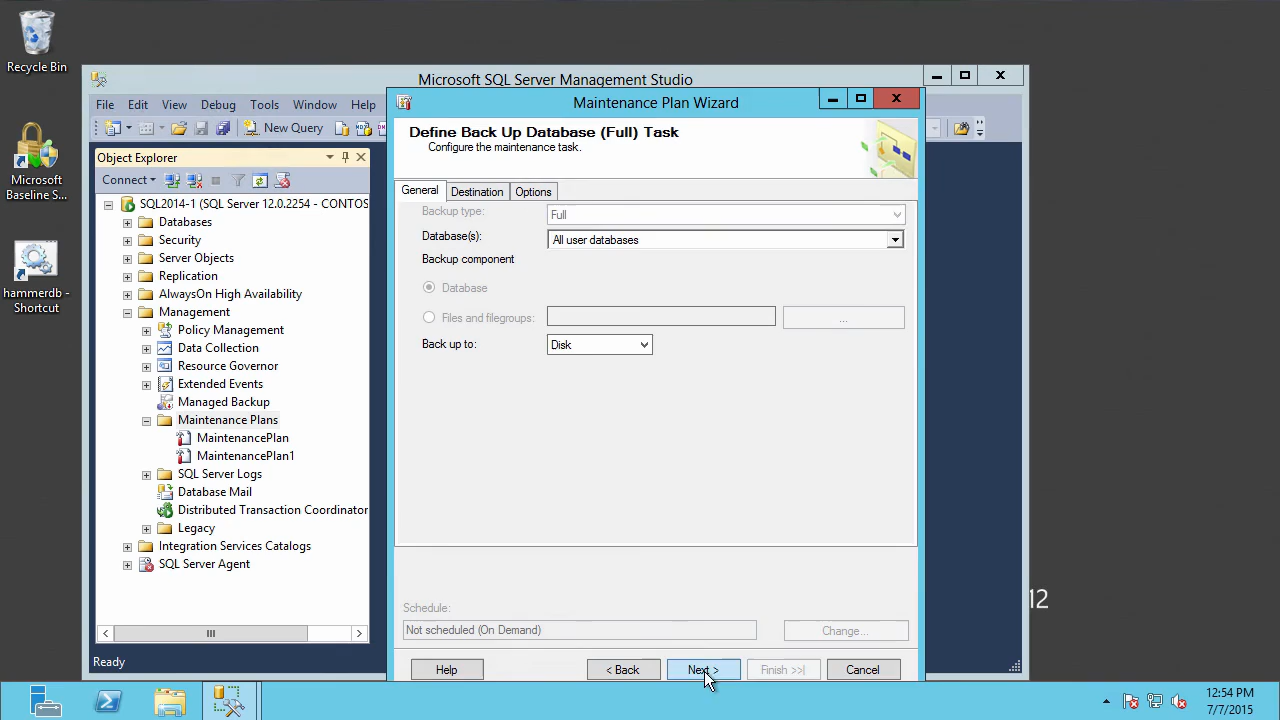 Recycle Bin
Microsoft
Baseline S...
hammerdb -
Shortcut
Microsoft SQL Server Management Studio
File Edit View Debug Tools Window Help
New Query
Object Explorer
Connect
SQL2014-1 (SQL Server 12.0.2254 - CONTOS
Databases
Security
Server Objects
Replication
AlwaysOn High Availability
Management
Policy Management
Data Collection
Resource Governor
Extended Events
Managed Backup
Maintenance Plans
MaintenancePlan
MaintenancePlan1
SQL Server Logs
Database Mail
Distributed Transaction Coordinator
Legacy
Integration Services Catalogs
SQL Server Agent
Ready
Maintenance Plan Wizard
Define Back Up Database (Full) Task
Configure the maintenance task.
General Destination Options
Backup type: Full
Database(s): All user databases
Backup component
Database
Files and filegroups: ...
Back up to: Disk
Schedule:
Not scheduled (On Demand) Change...
Help < Back Next > Finish >>| Cancel
12
12:54 PM
7/7/2015